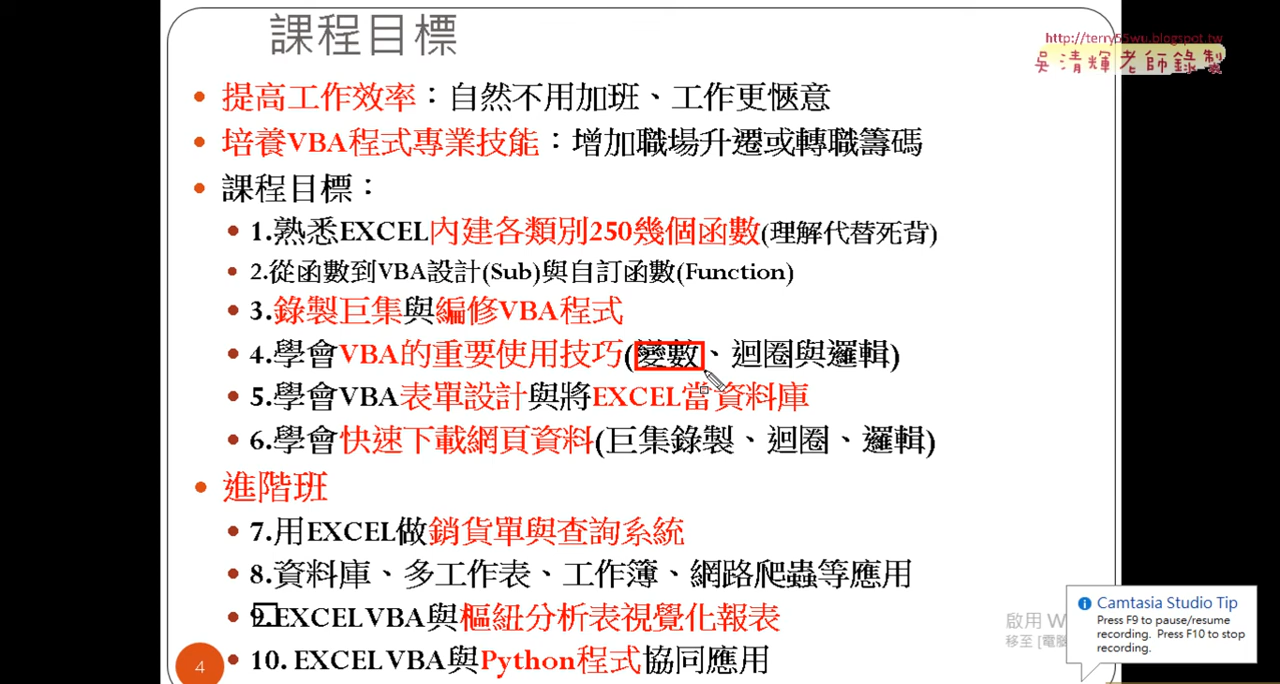 課程目標
http://terry55wu.blogspot.tw
吳清輝老師錄製
• 提高工作效率：自然不用加班、工作更愜意
• 培養VBA程式專業技能：增加職場升遷或轉職籌碼
• 課程目標：
• 1.熟悉EXCEL內建各類別250幾個函數(理解代替死背)
• 2.從函數到VBA設計(Sub)與自訂函數(Function)
• 3.錄製巨集與編修VBA程式
• 4.學會VBA的重要使用技巧(變數、迴圈與邏輯)
• 5.學會VBA表單設計與將EXCEL當資料庫
• 6.學會快速下載網頁資料(巨集錄製、迴圈、邏輯)
• 進階班
• 7.用EXCEL做銷貨單與查詢系統
• 8.資料庫、多工作表、工作簿、網路爬蟲等應用
• 9.EXCEL VBA與樞紐分析表視覺化報表
• 10. EXCEL VBA與Python程式協同應用
4
啟用 W
移至 [電腦
Camtasia Studio Tip
Press F9 to pause/resume
recording. Press F10 to stop
recording.